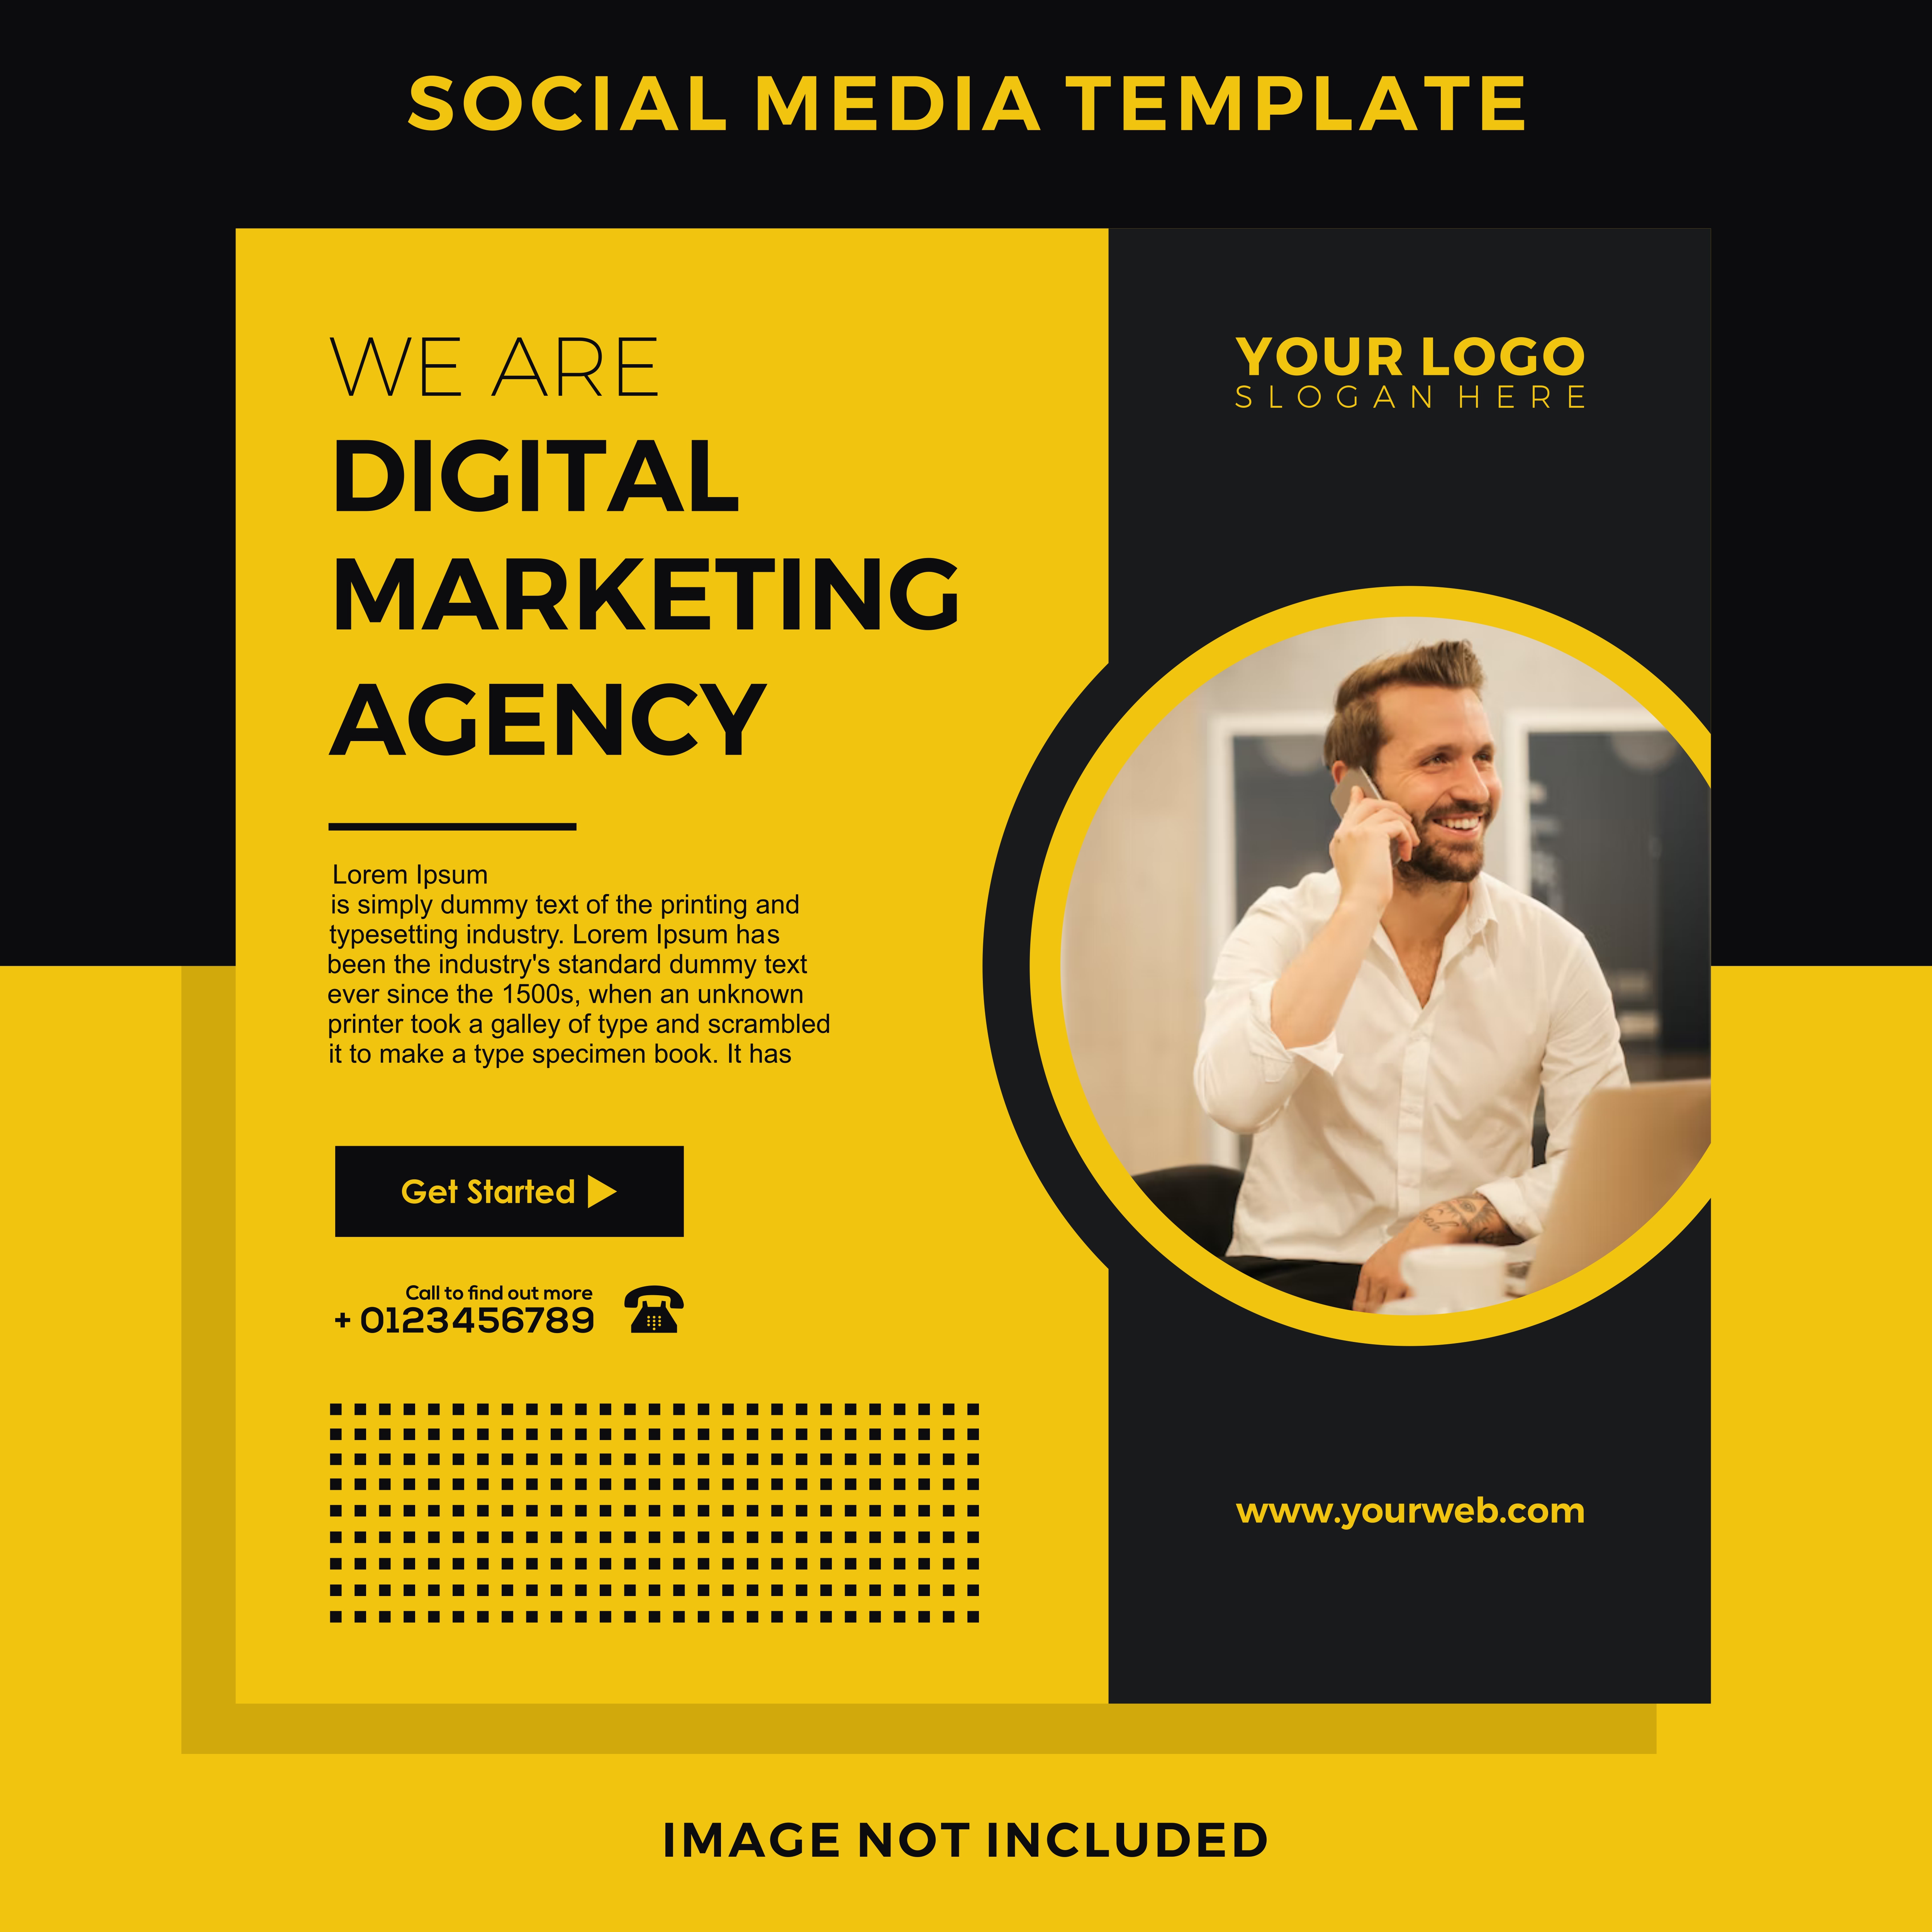 SOCIAL MEDIA TEMPLATE
WE ARE
DIGITAL
MARKETING
AGENCY
Lorem Ipsum
is simply dummy text of the printing and
typesetting industry. Lorem Ipsum has
been the industry's standard dummy text
ever since the 1500s, when an unknown
printer took a galley of type and scrambled
it to make a type specimen book. It has
Get Started
Call to find out more
+ 0123456789
YOUR LOGO
SLOGAN HERE
www.yourweb.com
IMAGE NOT INCLUDED